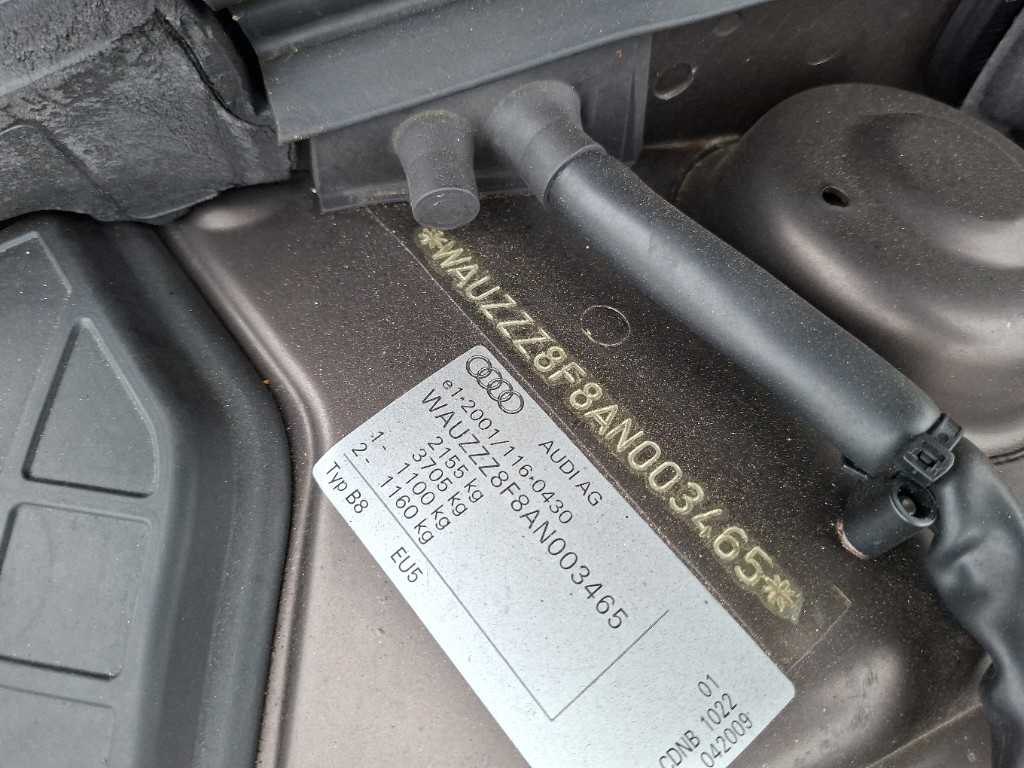 *WAUZZZ8F8AN003465*
AUDI AG
e1*2001/116*0430
WAUZZZ8F8AN003465
2155 kg
3705 kg
1- 1100 kg
2- 1160 kg
Typ B8 EU5
01
CDNB 1022
042009